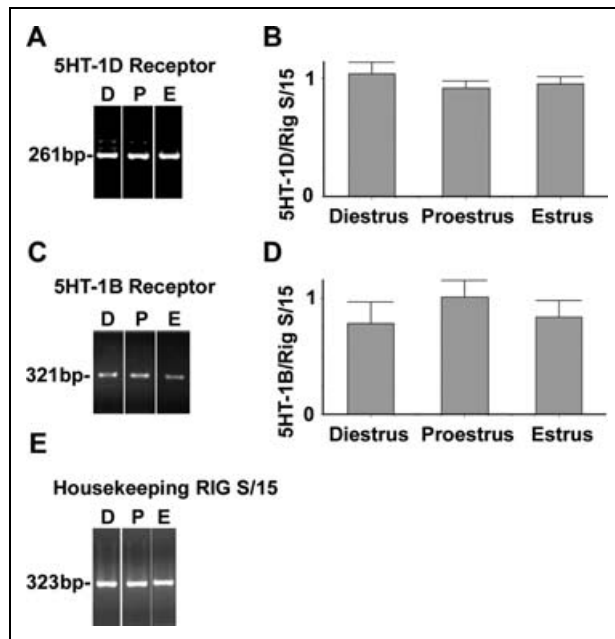 A
5HT-1D Receptor
D P E
261bp-
B
5HT-1D/Rig S/15
1
0
Diestrus Proestrus Estrus
C
5HT-1B Receptor
D P E
321bp-
D
5HT-1B/Rig S/15
1
0
Diestrus Proestrus Estrus
E
Housekeeping RIG S/15
D P E
323bp-